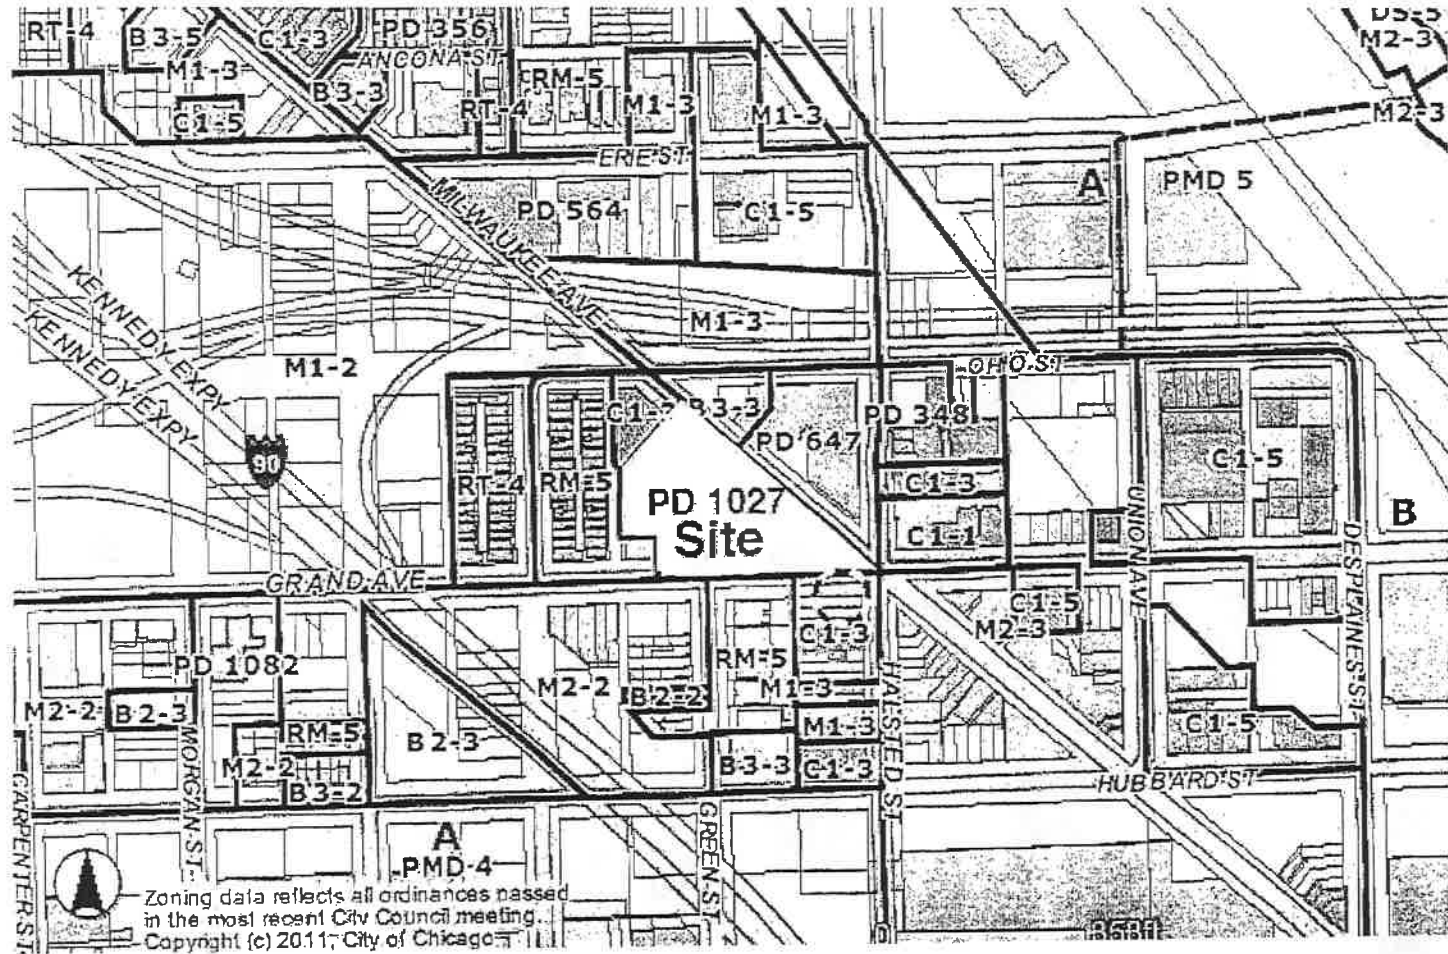 RT-4
B3-5
C1-3
PD 356
DS-5
M2-3
ANCONA ST
M1-3
B3-3
RM-5
C1-5
RT-4
M1-3
M1-3
M2-3
ERIE ST
A
PMD 5
MILWAUKEE AVE
PD 564
C1-5
KENNEDY EXPY
KENNEDY EXPY
M1-3
M1-2
OHIO ST
B3-3
PD 647
PD 348
90
RT-4
RM-5
PD 1027
Site
C1-3
C1-1
UNION AVE
C1-5
B
DESPLAINES ST
GRAND AVE
C1-5
M2-3
C1-3
RM-5
PD 1082
M2-2
M1-3
B2-2
M2-2
B2-3
HALSTED ST
C1-5
RM-5
B2-3
M1-3
MORGAN ST
M2-2
B3-3
C1-3
B3-2
HUBBARD ST
CARPENTER ST
GREEN ST
A
PMD 4
Zoning data reflects all ordinances passed
in the most recent City Council meeting.
Copyright (c) 2011, City of Chicago